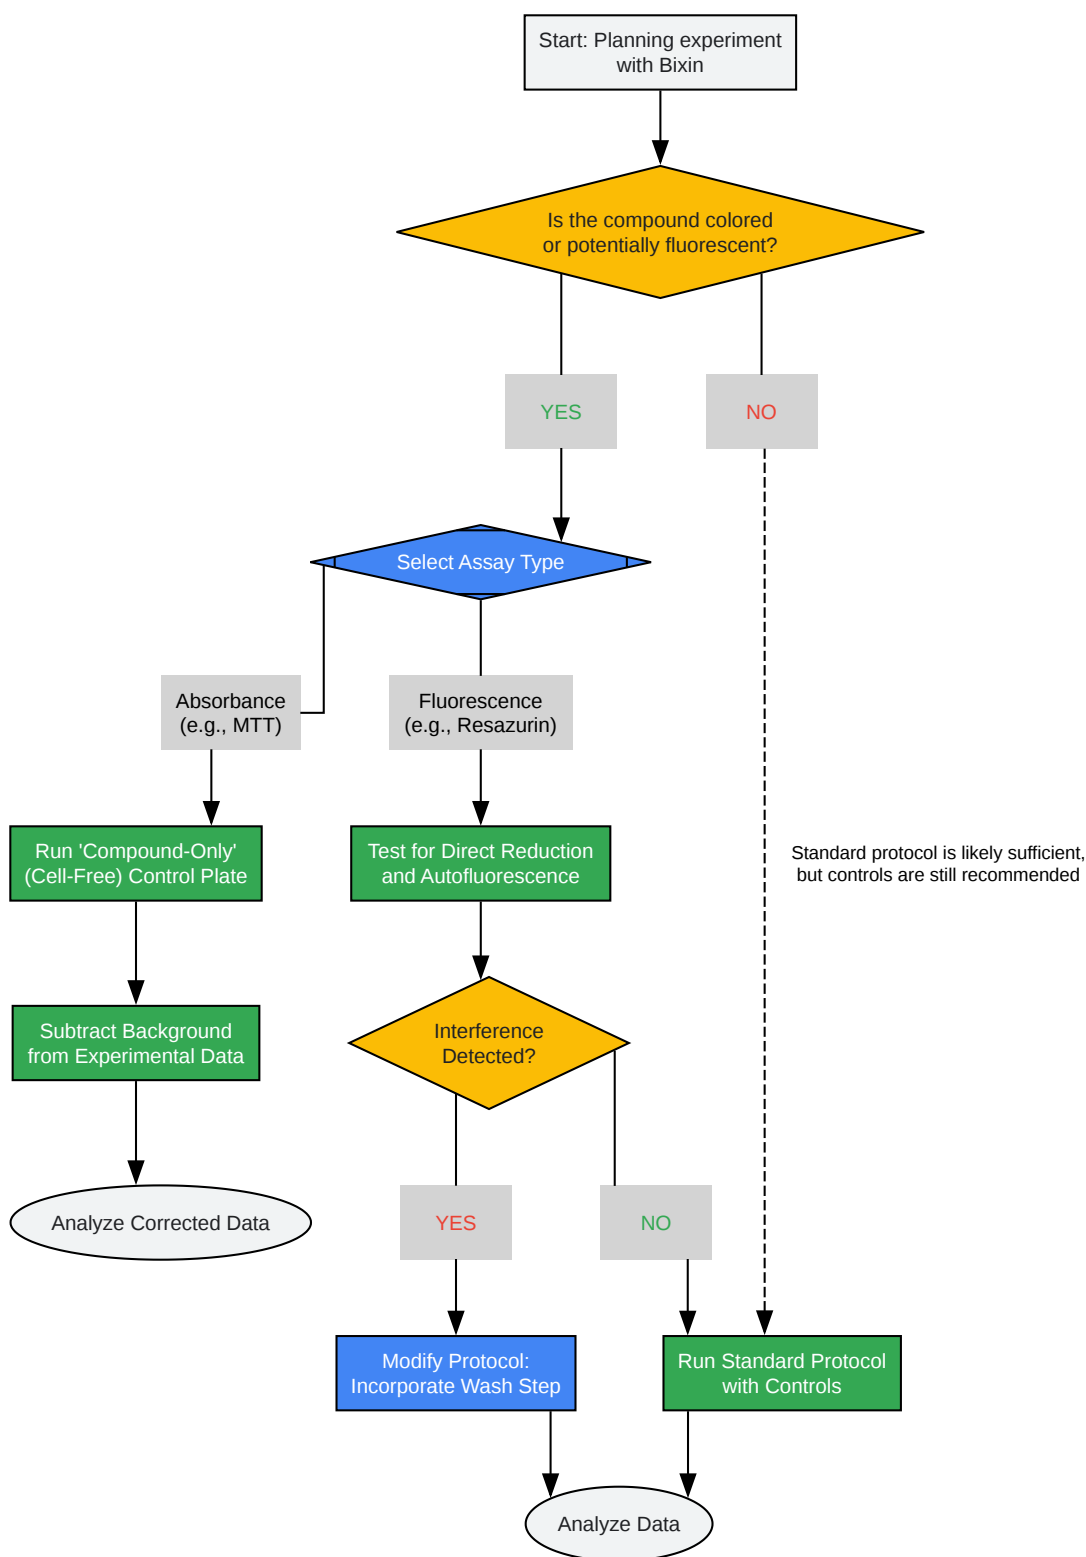 Start: Planning experiment
with Bixin
Is the compound colored
or potentially fluorescent?
YES
NO
Select Assay Type
Absorbance
(e.g., MTT)
Fluorescence
(e.g., Resazurin)
Run 'Compound-Only'
(Cell-Free) Control Plate
Test for Direct Reduction
and Autofluorescence
Standard protocol is likely sufficient,
but controls are still recommended
Subtract Background
from Experimental Data
Interference
Detected?
Analyze Corrected Data
YES
NO
Modify Protocol:
Incorporate Wash Step
Run Standard Protocol
with Controls
Analyze Data